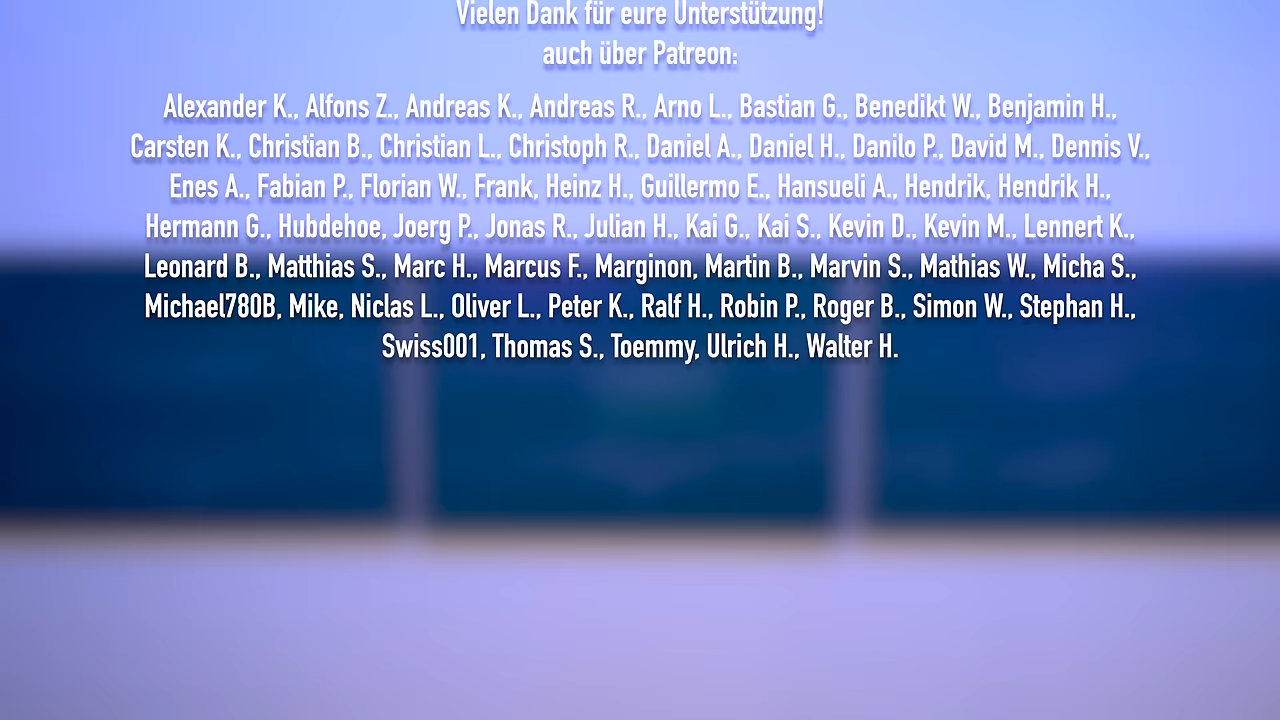 Vielen Dank für eure Unterstützung!
auch über Patreon:
Alexander K., Alfons Z., Andreas K., Andreas R., Arno L., Bastian G., Benedikt W., Benjamin H.,
Carsten K., Christian B., Christian L., Christoph R., Daniel A., Daniel H., Danilo P., David M., Dennis V.,
Enes A., Fabian P., Florian W., Frank, Heinz H., Guillermo E., Hansueli A., Hendrik, Hendrik H.,
Hermann G., Hubdehoe, Joerg P., Jonas R., Julian H., Kai G., Kai S., Kevin D., Kevin M., Lennert K.,
Leonard B., Matthias S., Marc H., Marcus F., Marginon, Martin B., Marvin S., Mathias W., Micha S.,
Michael780B, Mike, Niclas L., Oliver L., Peter K., Ralf H., Robin P., Roger B., Simon W., Stephan H.,
Swiss001, Thomas S., Toemmy, Ulrich H., Walter H.